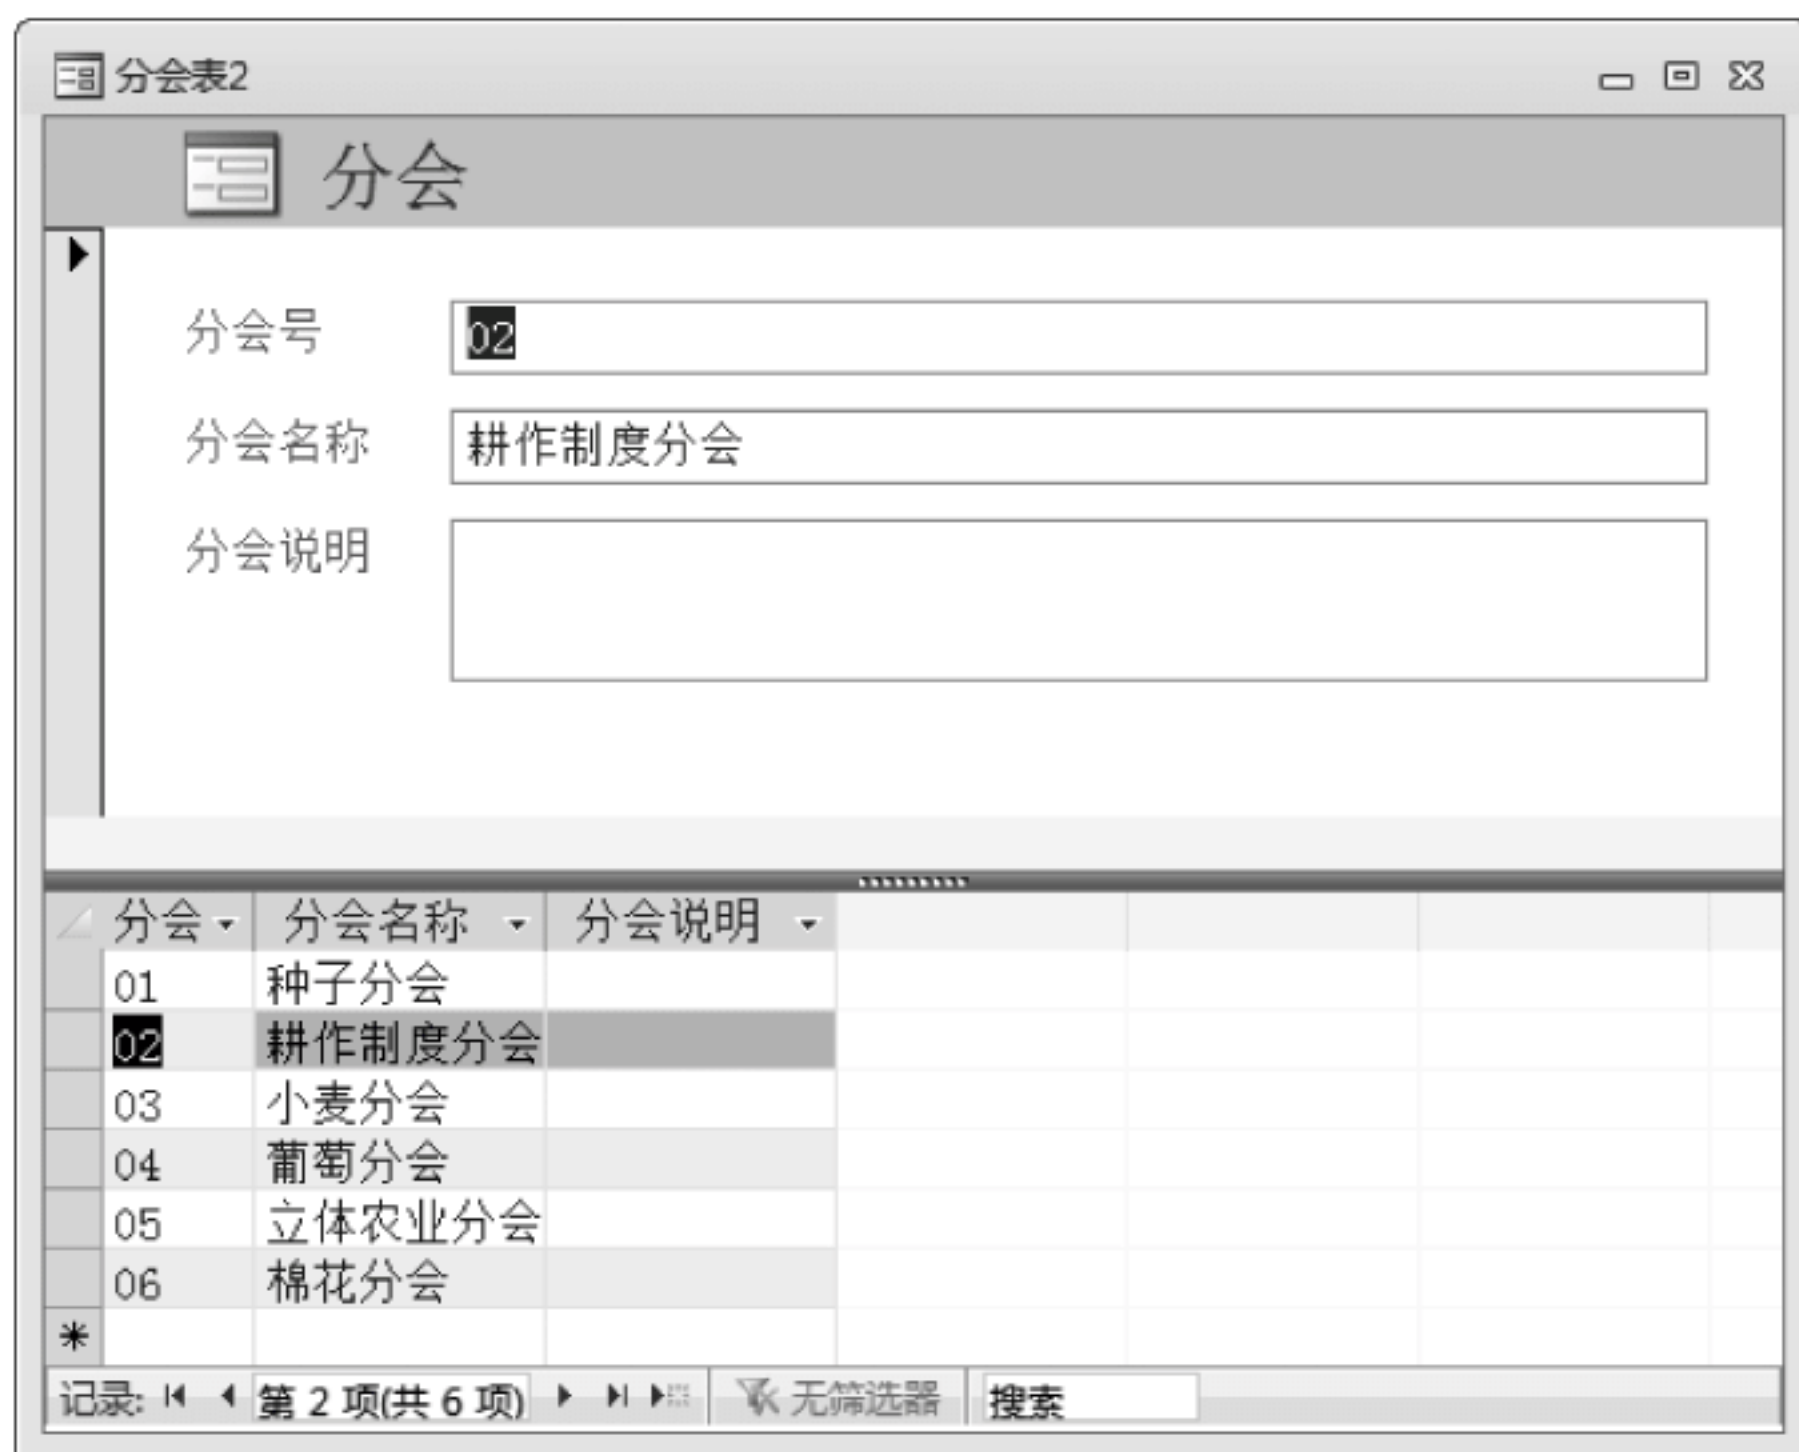 分会表2
分会
分会号 02
分会名称 耕作制度分会
分会说明
分会 分会名称 分会说明
01 种子分会
02 耕作制度分会
03 小麦分会
04 葡萄分会
05 立体农业分会
06 棉花分会
记录: 第 2 项(共 6 项) 无筛选器 搜索